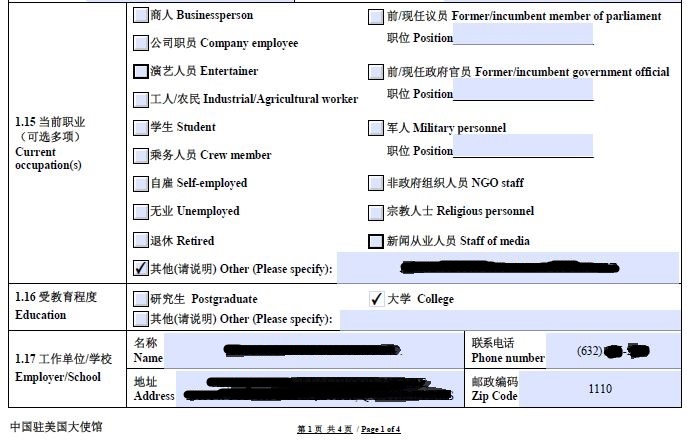 商人 Businessperson
前/现任议员 Former/incumbent member of parliament
职位 Position
公司职员 Company employee
演艺人员 Entertainer
前/现任政府官员 Former/incumbent government official
职位 Position
工人/农民 Industrial/Agricultural worker
1.15 当前职业
（可选多项）
Current
occupation(s)
学生 Student
军人 Military personnel
职位 Position
乘务人员 Crew member
自雇 Self-employed
非政府组织人员 NGO staff
无业 Unemployed
宗教人士 Religious personnel
退休 Retired
新闻从业人员 Staff of media
其他(请说明) Other (Please specify):
1.16 受教育程度
Education
研究生 Postgraduate
大学 College
其他(请说明) Other (Please specify):
1.17 工作单位/学校
Employer/School
名称
Name
联系电话
Phone number
(632)
地址
Address
邮政编码
Zip Code
1110
中国驻美国大使馆
第 1 页 共 4 页 / Page 1 of 4